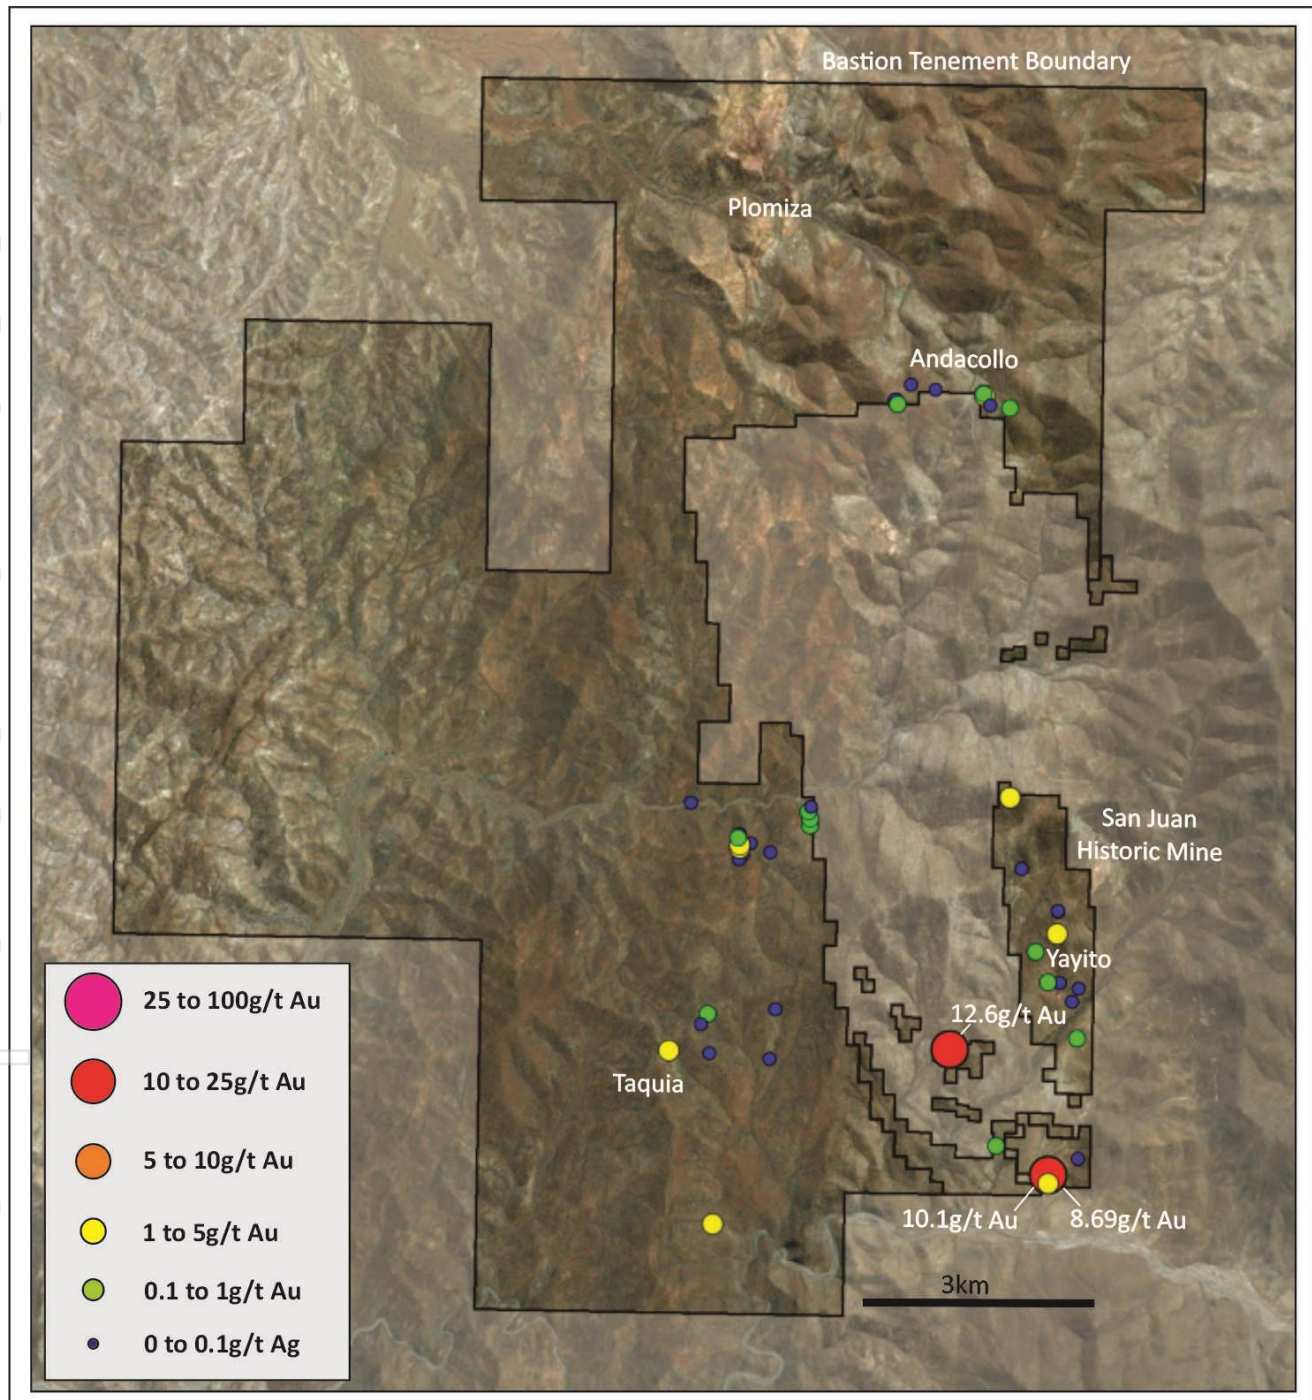 Bastion Tenement Boundary
Plomiza
Andacollo
San Juan
Historic Mine
Yayito
12.6g/t Au
Taquia
10.1g/t Au
8.69g/t Au
3km
25 to 100g/t Au
10 to 25g/t Au
5 to 10g/t Au
1 to 5g/t Au
0.1 to 1g/t Au
0 to 0.1g/t Ag